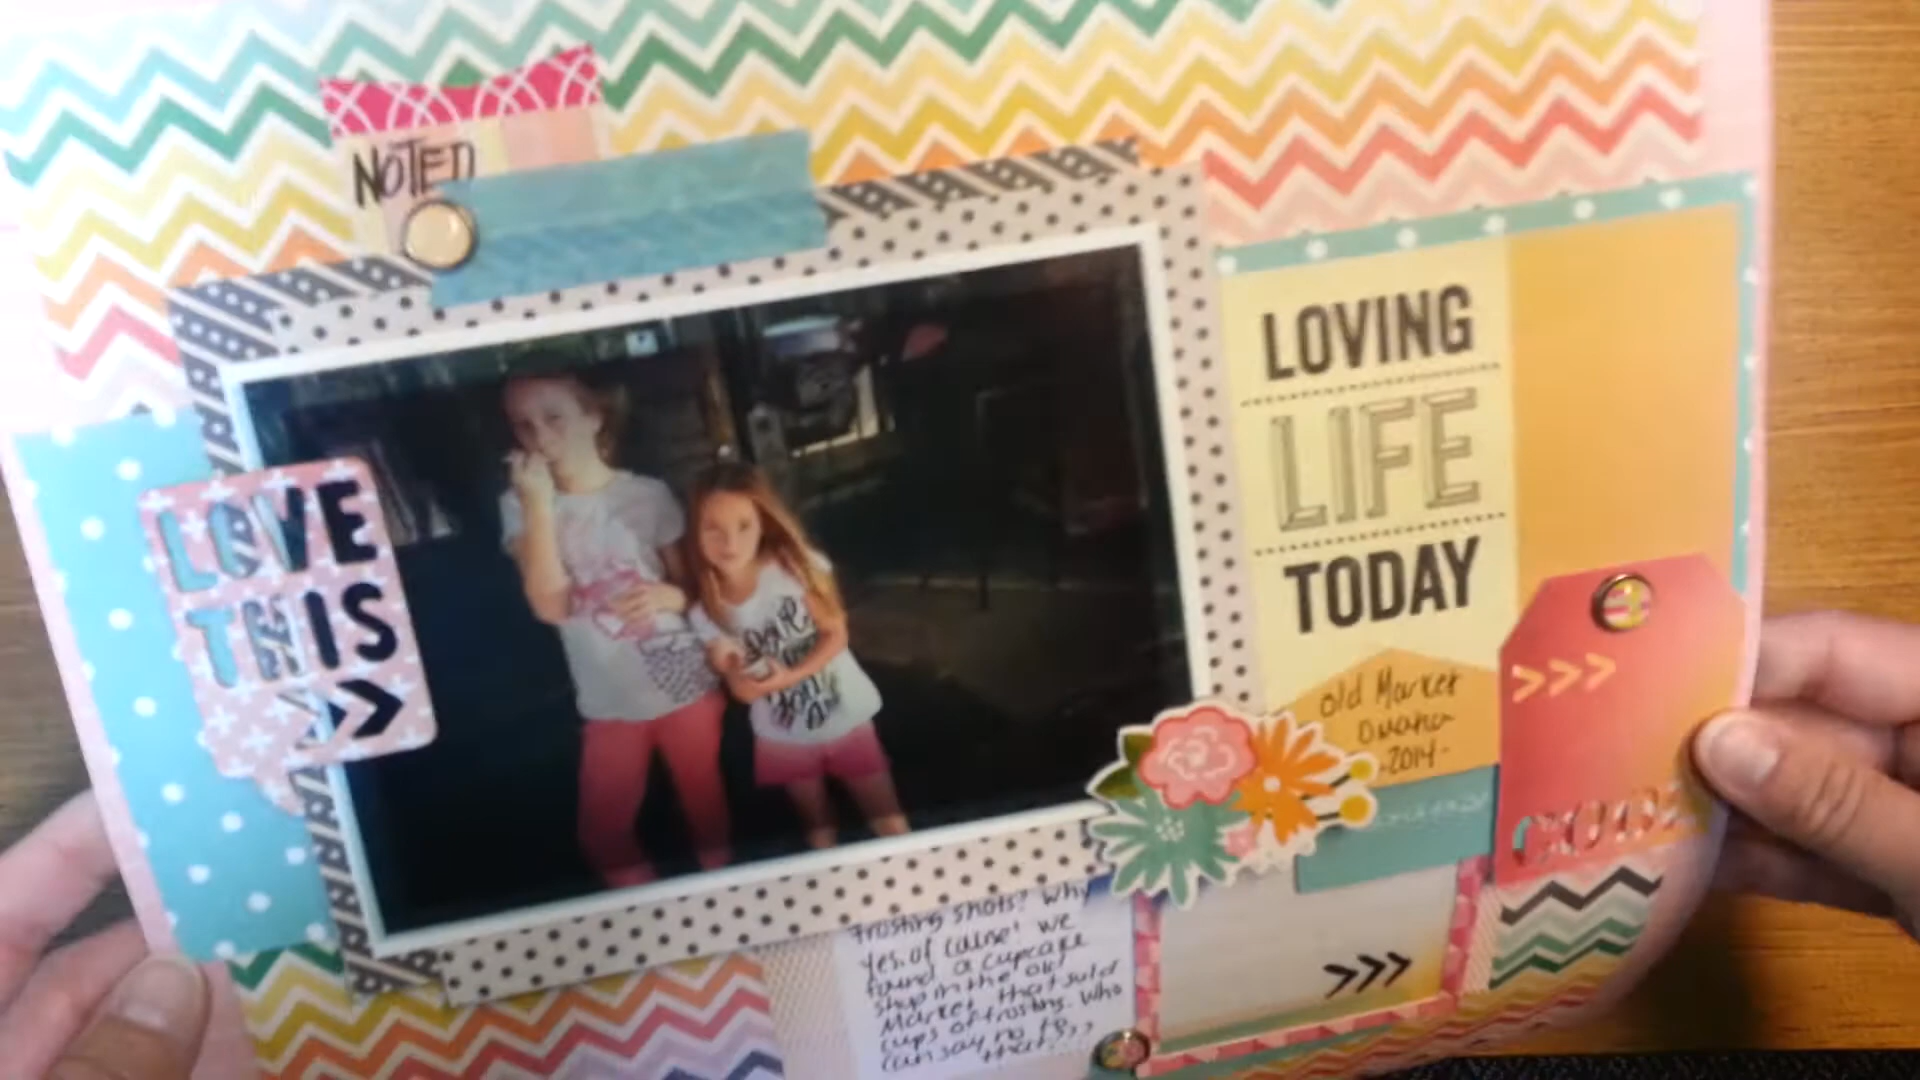 NOTED
LOVE
THIS
>>
LOVING
LIFE
TODAY
Old Market
Omaha
-2014-
>>>
Frosting shots? Why
yes. Of cause! We
found a cupcake
shop in the Old
Market that sold
cups of frosting. Who
can say no to
that?
>>>